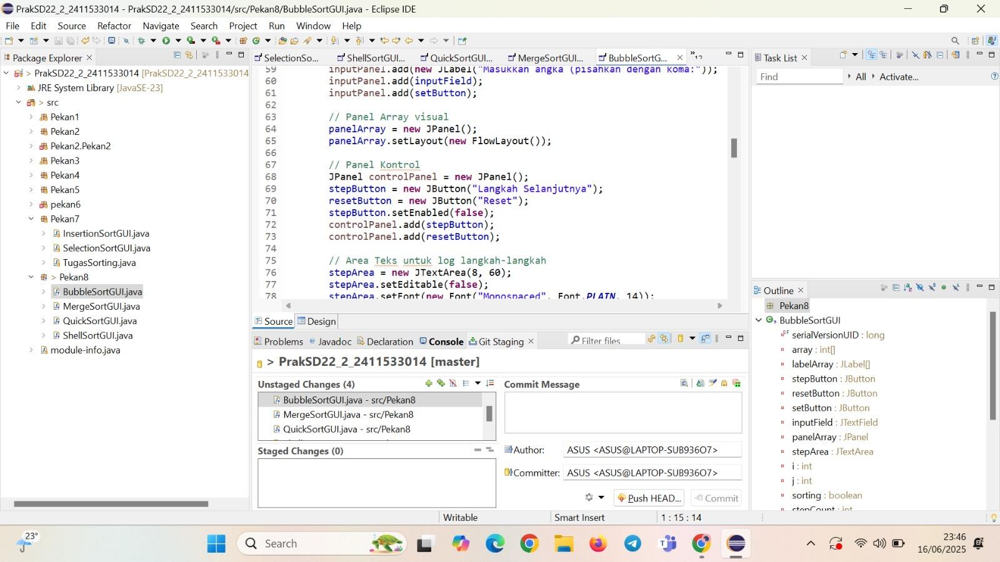 PrakSD22_2_2411533014 - PrakSD22_2_2411533014/src/Pekan8/BubbleSortGUI.java - Eclipse IDE
File Edit Source Refactor Navigate Search Project Run Window Help
Package Explorer
> PrakSD22_2_2411533014 [PrakSD22_2_2411533014
JRE System Library [JavaSE-23]
> src
Pekan1
Pekan2
Pekan2.Pekan2
Pekan3
Pekan4
Pekan5
pekan6
Pekan7
InsertionSortGUI.java
SelectionSortGUI.java
TugasSorting.java
> Pekan8
BubbleSortGUI.java
MergeSortGUI.java
QuickSortGUI.java
ShellSortGUI.java
module-info.java
SelectionSo... ShellSortGUI... QuickSortGUI... MergeSortGUI... BubbleSortG...
59 inputPanel.add(new JLabel("Masukkan angka (pisahkan dengan koma:"));
60 inputPanel.add(inputField);
61 inputPanel.add(setButton);
62
63 // Panel Array visual
64 panelArray = new JPanel();
65 panelArray.setLayout(new FlowLayout());
66
67 // Panel Kontrol
68 JPanel controlPanel = new JPanel();
69 stepButton = new JButton("Langkah Selanjutnya");
70 resetButton = new JButton("Reset");
71 stepButton.setEnabled(false);
72 controlPanel.add(stepButton);
73 controlPanel.add(resetButton);
74
75 // Area Teks untuk log langkah-langkah
76 stepArea = new JTextArea(8, 60);
77 stepArea.setEditable(false);
78 stepArea.setFont(new Font("Monospaced", Font.PLAIN, 14));
Source Design
Problems Javadoc Declaration Console Git Staging
Filter files
> PrakSD22_2_2411533014 [master]
Unstaged Changes (4)
BubbleSortGUI.java - src/Pekan8
MergeSortGUI.java - src/Pekan8
QuickSortGUI.java - src/Pekan8
Staged Changes (0)
Commit Message
Author: ASUS <ASUS@LAPTOP-SUB936O7>
Committer: ASUS <ASUS@LAPTOP-SUB936O7>
Push HEAD... Commit
Task List
Find All Activate...
Outline
Pekan8
BubbleSortGUI
serialVersionUID : long
array : int[]
labelArray : JLabel[]
stepButton : JButton
resetButton : JButton
setButton : JButton
inputField : JTextField
panelArray : JPanel
stepArea : JTextArea
i : int
j : int
sorting : boolean
stepCount : int
Writable Smart Insert 1 : 15 : 14
23°
Search
23:46
16/06/2025